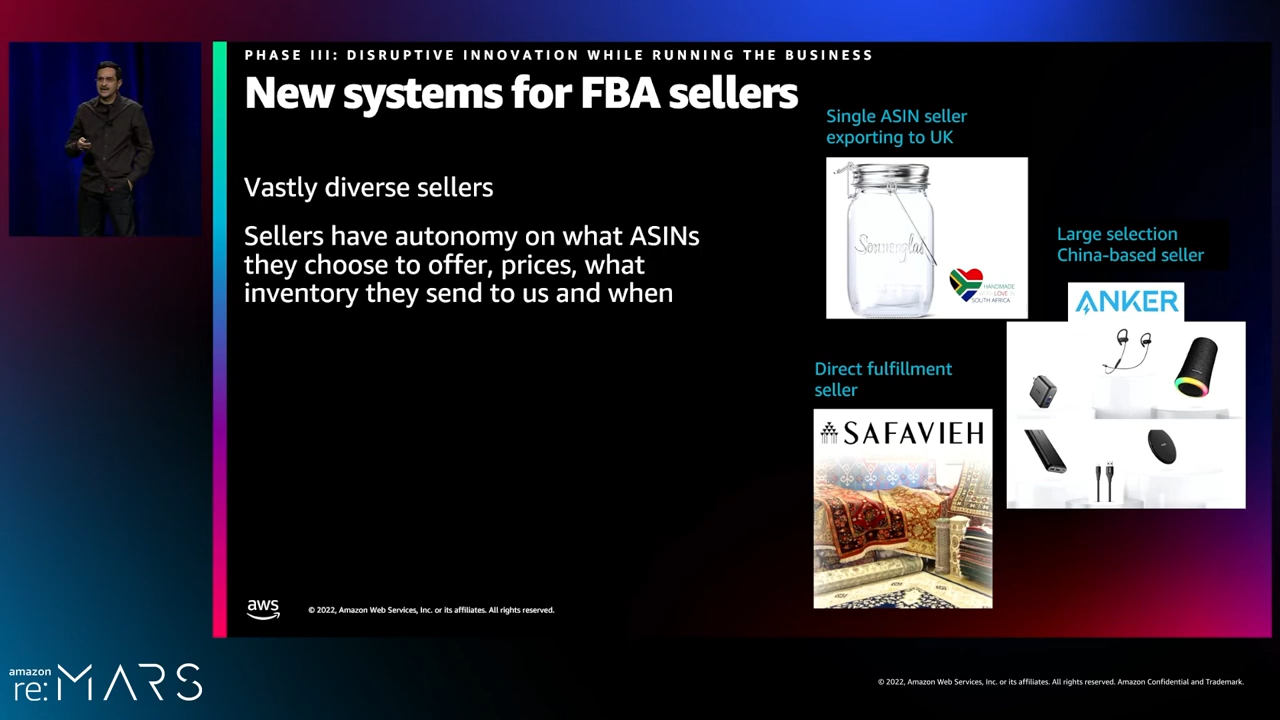 PHASE III: DISRUPTIVE INNOVATION WHILE RUNNING THE BUSINESS
New systems for FBA sellers
Single ASIN seller
exporting to UK
Vastly diverse sellers
Sellers have autonomy on what ASINs
they choose to offer, prices, what
inventory they send to us and when
Sonnenglas
HANDMADE
WITH LOVE IN
SOUTH AFRICA
Large selection
China-based seller
ANKER
Direct fulfillment
seller
SAFAVIEH
aws
© 2022, Amazon Web Services, Inc. or its affiliates. All rights reserved.
amazon
re:MARS
© 2022, Amazon Web Services, Inc. or its affiliates. All rights reserved. Amazon Confidential and Trademark.